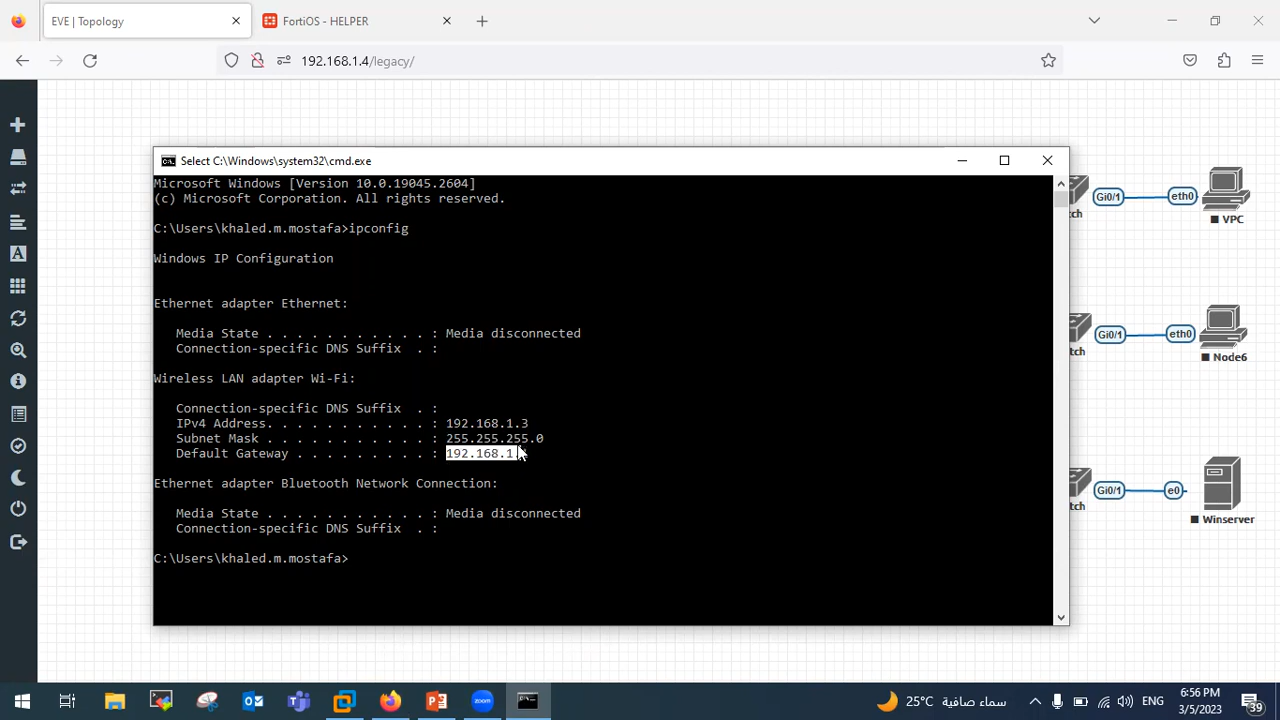 EVE | Topology
FortiOS - HELPER
192.168.1.4/legacy/
Select C:\Windows\system32\cmd.exe
Microsoft Windows [Version 10.0.19045.2604]
(c) Microsoft Corporation. All rights reserved.
C:\Users\khaled.m.mostafa>ipconfig
Windows IP Configuration
Ethernet adapter Ethernet:
Media State . . . . . . . . . . . : Media disconnected
Connection-specific DNS Suffix  . :
Wireless LAN adapter Wi-Fi:
Connection-specific DNS Suffix  . :
IPv4 Address. . . . . . . . . . . : 192.168.1.3
Subnet Mask . . . . . . . . . . . : 255.255.255.0
Default Gateway . . . . . . . . . : 192.168.1.
Ethernet adapter Bluetooth Network Connection:
Media State . . . . . . . . . . . : Media disconnected
Connection-specific DNS Suffix  . :
C:\Users\khaled.m.mostafa>
Gi0/1 eth0
tch VPC
Gi0/1 eth0
tch Node6
Gi0/1 e0
tch Winserver
zoom
25°C سماء صافية
ENG
6:56 PM
3/5/2023
39